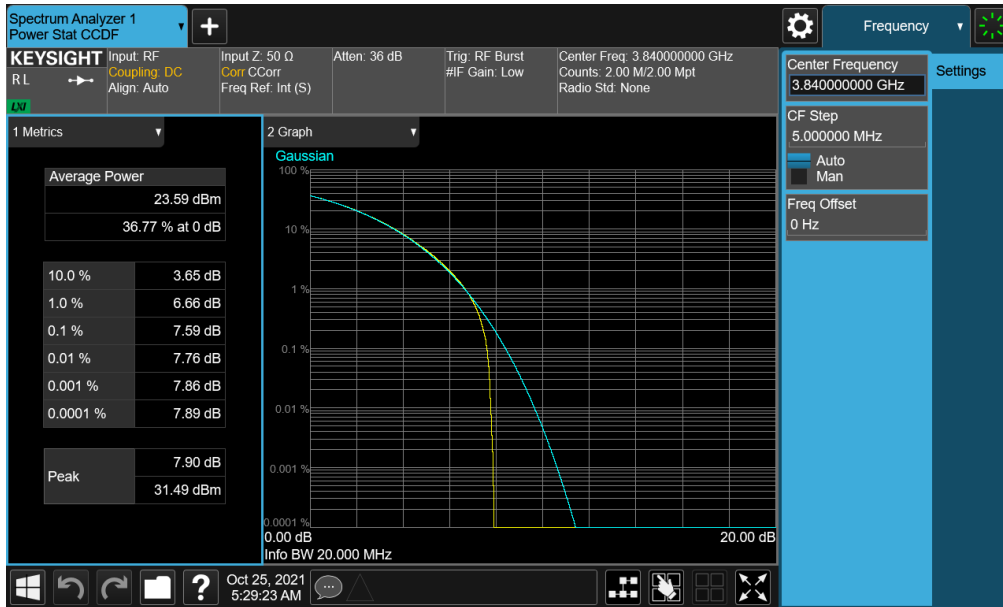 Spectrum Analyzer 1
Power Stat CCDF
Frequency
KEYSIGHT
R L
LXI
Input: RF
Coupling: DC
Align: Auto
Input Z: 50 Ω
Corr CCorr
Freq Ref: Int (S)
Atten: 36 dB
Trig: RF Burst
#IF Gain: Low
Center Freq: 3.840000000 GHz
Counts: 2.00 M/2.00 Mpt
Radio Std: None
Center Frequency
3.840000000 GHz
Settings
CF Step
5.000000 MHz
Auto
Man
Freq Offset
0 Hz
1 Metrics
Average Power
23.59 dBm
36.77 % at 0 dB
10.0 % 3.65 dB
1.0 % 6.66 dB
0.1 % 7.59 dB
0.01 % 7.76 dB
0.001 % 7.86 dB
0.0001 % 7.89 dB
Peak
7.90 dB
31.49 dBm
2 Graph
Gaussian
100 %
10 %
1 %
0.1 %
0.01 %
0.001 %
0.0001 %
0.00 dB 20.00 dB
Info BW 20.000 MHz
Oct 25, 2021
5:29:23 AM